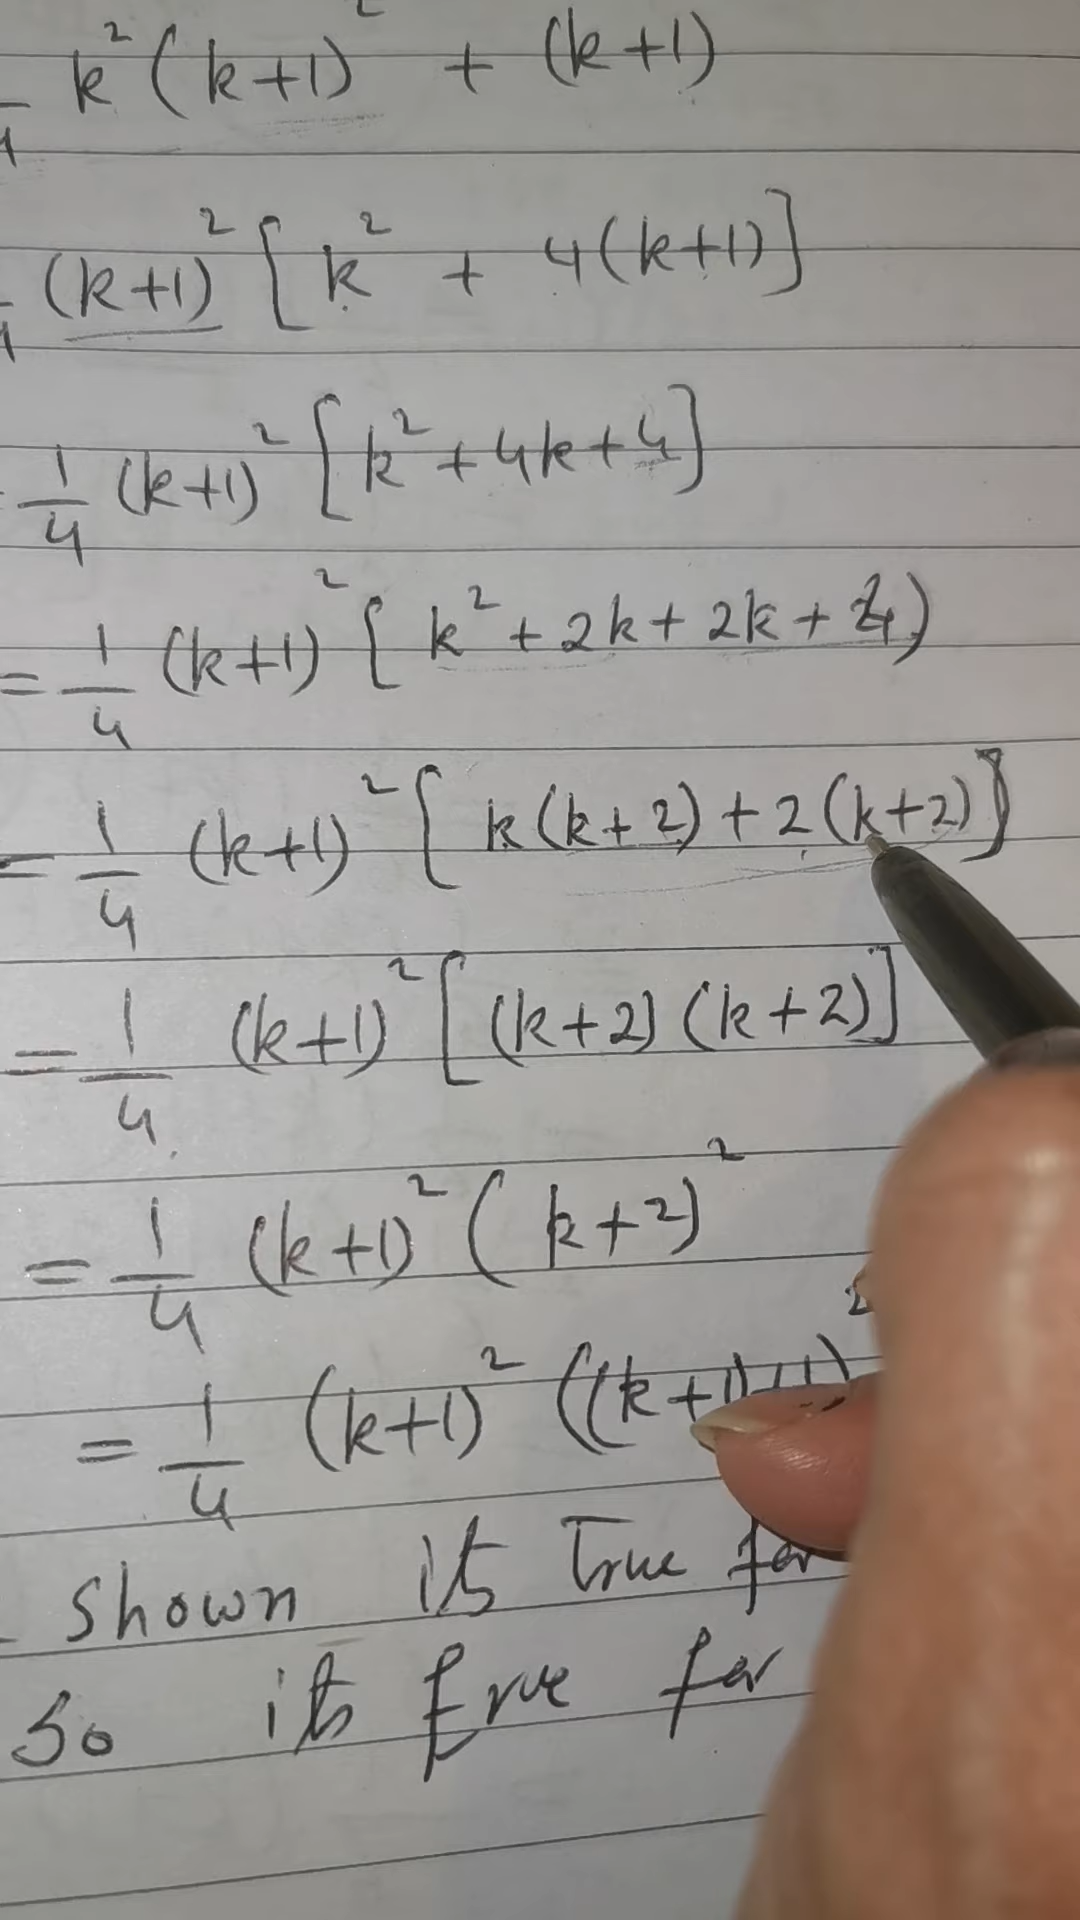 k²(k+1)² + (k+1)
(k+1)² [k² + 4(k+1)]
1/4 (k+1)² [k² + 4k + 4]
= 1/4 (k+1)² [k² + 2k + 2k + 4)
= 1/4 (k+1)² [k(k+2) + 2(k+2)]
= 1/4 (k+1)² [(k+2)(k+2)]
= 1/4 (k+1)² (k+2)²
= 1/4 (k+1)² ((k+1)+1)²
shown its True for
So its true for